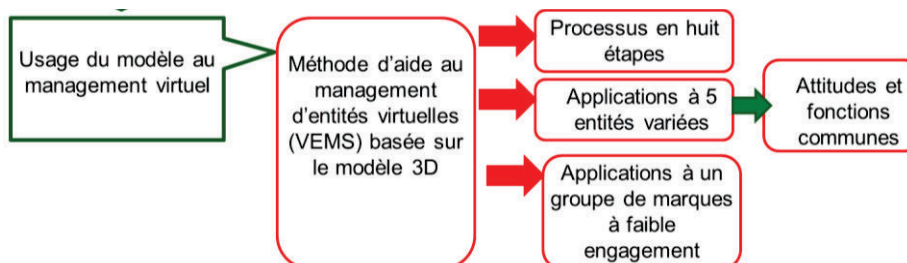 Usage du modèle au
management virtuel
Méthode d'aide au
management
d'entités virtuelles
(VEMS) basée sur
le modèle 3D
Processus en huit
étapes
Applications à 5
entités variées
Attitudes et
fonctions
communes
Applications à un
groupe de marques
à faible
engagement